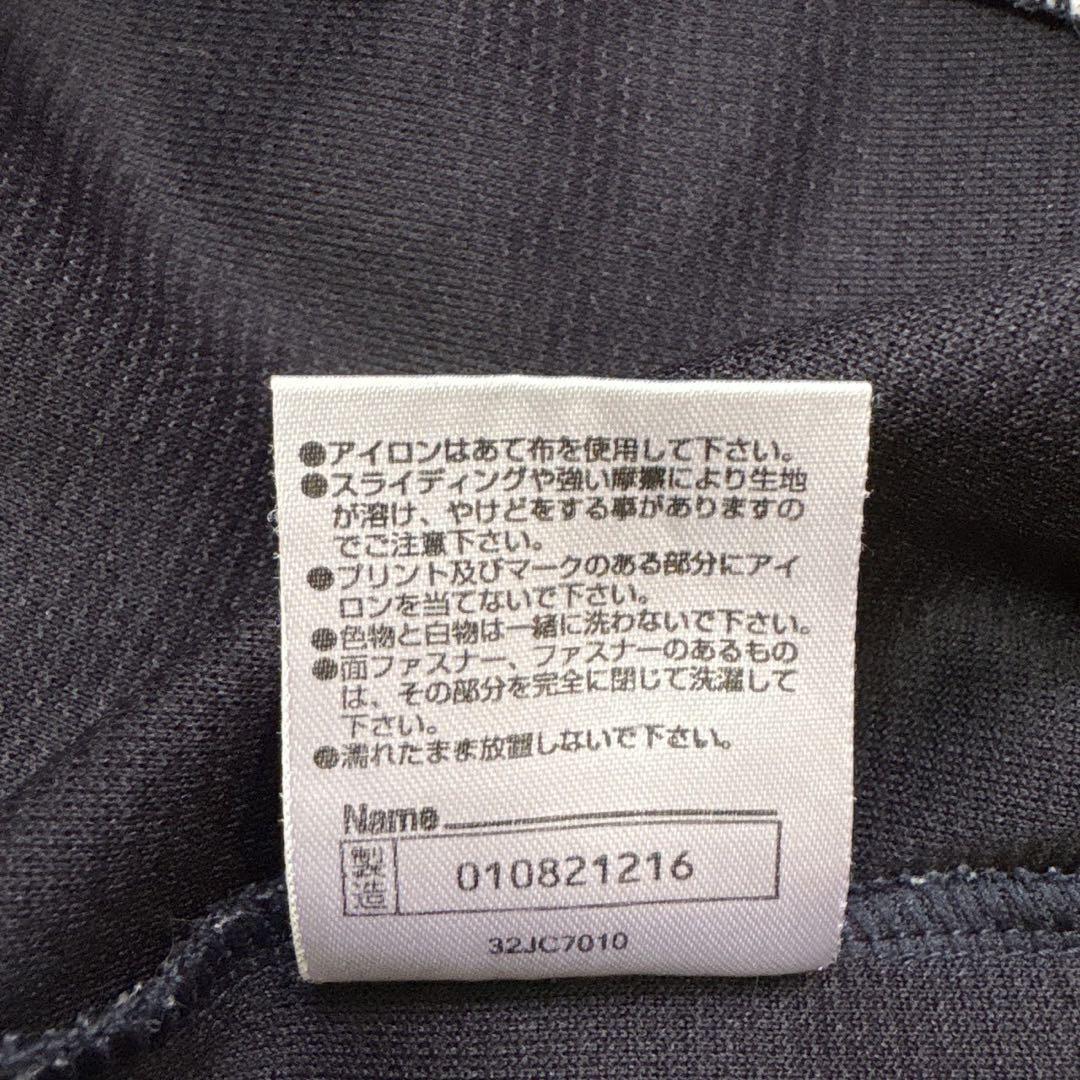 ●アイロンはあて布を使用して下さい。
●スライディングや強い摩擦により生地
が溶け、やけどをする事がありますの
でご注意下さい。
●プリント及びマークのある部分にアイ
ロンを当てないで下さい。
●色物と白物は一緒に洗わないで下さい。
●面ファスナー、ファスナーのあるもの
は、その部分を完全に閉じて洗濯して
下さい。
●濡れたまま放置しないで下さい。
Name
製造 010821216
32JC7010